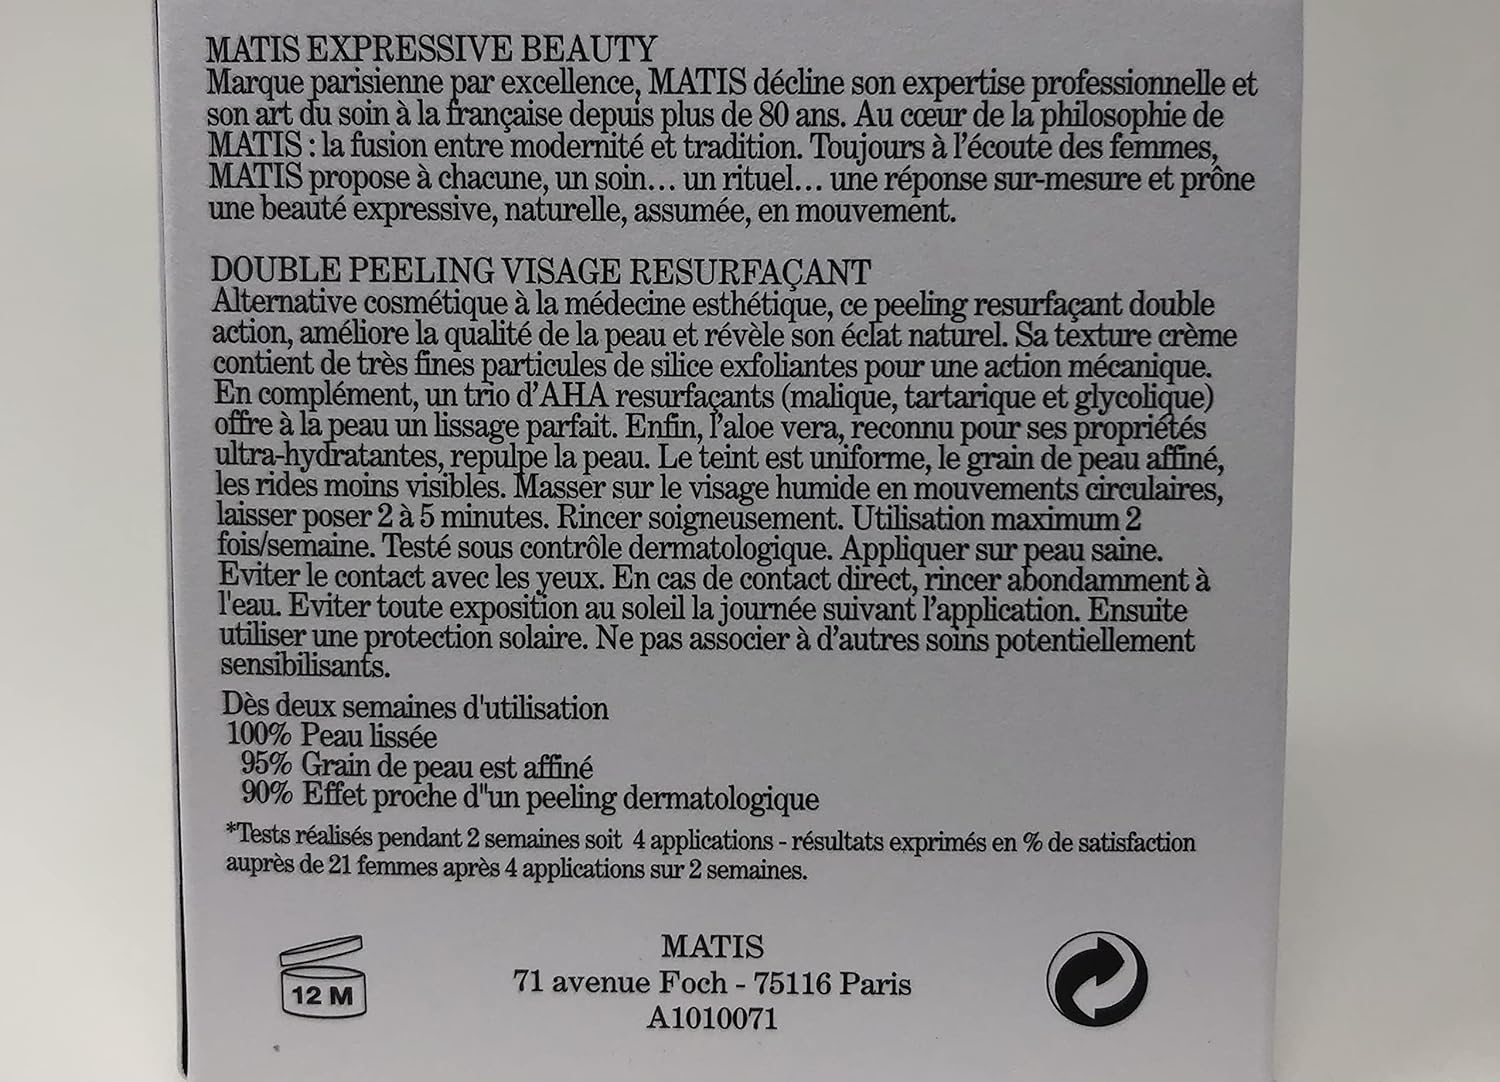 MATIS EXPRESSIVE BEAUTY
Marque parisienne par excellence, MATIS décline son expertise professionnelle et
son art du soin à la française depuis plus de 80 ans. Au cœur de la philosophie de
MATIS : la fusion entre modernité et tradition. Toujours à l'écoute des femmes,
MATIS propose à chacune, un soin... un rituel... une réponse sur-mesure et prône
une beauté expressive, naturelle, assumée, en mouvement.
DOUBLE PEELING VISAGE RESURFAÇANT
Alternative cosmétique à la médecine esthétique, ce peeling resurfaçant double
action, améliore la qualité de la peau et révèle son éclat naturel. Sa texture crème
contient de très fines particules de silice exfoliantes pour une action mécanique.
En complément, un trio d'AHA resurfaçants (malique, tartarique et glycolique)
offre à la peau un lissage parfait. Enfin, l'aloe vera, reconnu pour ses propriétés
ultra-hydratantes, repulpe la peau. Le teint est uniforme, le grain de peau affiné,
les rides moins visibles. Masser sur le visage humide en mouvements circulaires,
laisser poser 2 à 5 minutes. Rincer soigneusement. Utilisation maximum 2
fois/semaine. Testé sous contrôle dermatologique. Appliquer sur peau saine.
Eviter le contact avec les yeux. En cas de contact direct, rincer abondamment à
l'eau. Eviter toute exposition au soleil la journée suivant l'application. Ensuite
utiliser une protection solaire. Ne pas associer à d'autres soins potentiellement
sensibilisants.
Dès deux semaines d'utilisation
100% Peau lissée
95% Grain de peau est affiné
90% Effet proche d"un peeling dermatologique
*Tests réalisés pendant 2 semaines soit 4 applications - résultats exprimés en % de satisfaction
auprès de 21 femmes après 4 applications sur 2 semaines.
12 M
MATIS
71 avenue Foch - 75116 Paris
A1010071